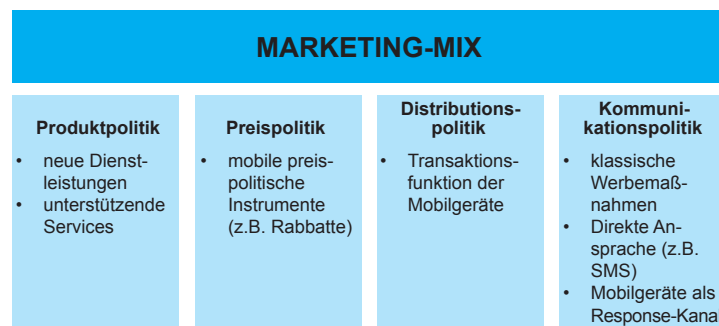 MARKETING-MIX
Produktpolitik
• neue Dienst-
leistungen
• unterstützende
Services
Preispolitik
• mobile preis-
politische
Instrumente
(z.B. Rabbatte)
Distributions-
politik
• Transaktions-
funktion der
Mobilgeräte
Kommuni-
kationspolitik
• klassische
Werbemaß-
nahmen
• Direkte An-
sprache (z.B.
SMS)
• Mobilgeräte als
Response-Kana